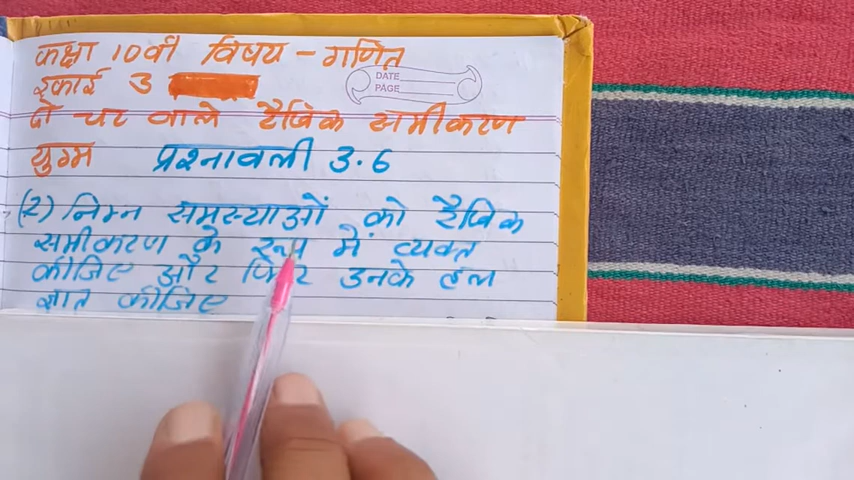 कक्षा 10वी विषय - गणित
इकाई 3
DATE
PAGE
दो चर वाले रैखिक समीकरण
युग्म प्रश्नावली 3.6
(2) निम्न समस्याओं को रैखिक
समीकरण के रूप में व्यक्त
कीजिए और फिर उनके हल
ज्ञात कीजिए